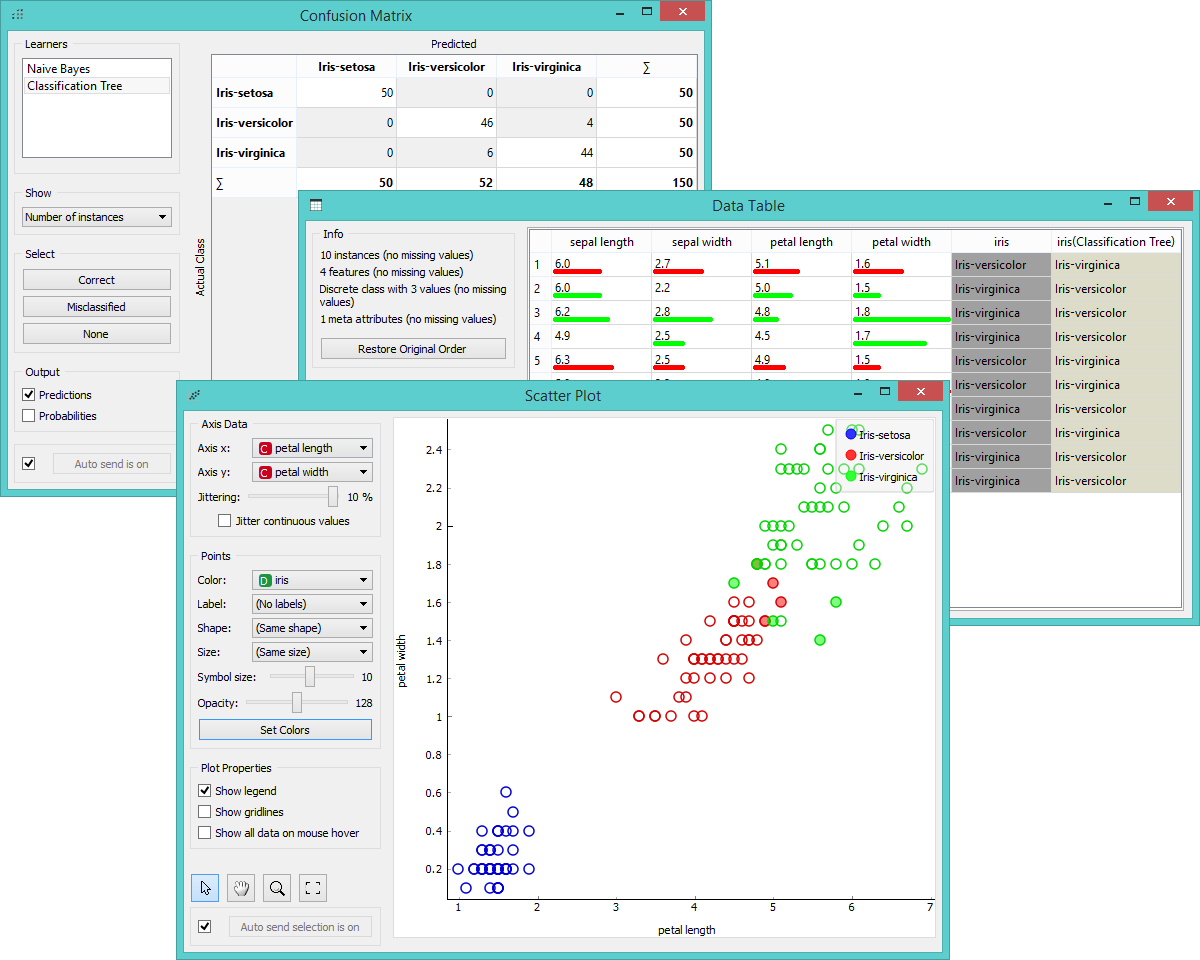 Confusion Matrix
Learners
Naive Bayes
Classification Tree
Show
Number of instances
Select
Correct
Misclassified
None
Output
Predictions
Probabilities
Auto send is on
Predicted
Actual Class
Iris-setosa Iris-versicolor Iris-virginica ∑
Iris-setosa 50 0 0 50
Iris-versicolor 0 46 4 50
Iris-virginica 0 6 44 50
∑ 50 52 48 150
Data Table
Info
10 instances (no missing values)
4 features (no missing values)
Discrete class with 3 values (no missing
values)
1 meta attributes (no missing values)
Restore Original Order
sepal length sepal width petal length petal width iris iris(Classification Tree)
1 6.0 2.7 5.1 1.6 Iris-versicolor Iris-virginica
2 6.0 2.2 5.0 1.5 Iris-virginica Iris-versicolor
3 6.2 2.8 4.8 1.8 Iris-virginica Iris-versicolor
4 4.9 2.5 4.5 1.7 Iris-virginica Iris-versicolor
5 6.3 2.5 4.9 1.5 Iris-versicolor Iris-virginica
Iris-versicolor Iris-virginica
Iris-virginica Iris-versicolor
Iris-versicolor Iris-virginica
Iris-virginica Iris-versicolor
Iris-virginica Iris-versicolor
Scatter Plot
Axis Data
Axis x: C petal length
Axis y: C petal width
Jittering: 10 %
Jitter continuous values
Points
Color: D iris
Label: (No labels)
Shape: (Same shape)
Size: (Same size)
Symbol size: 10
Opacity: 128
Set Colors
Plot Properties
Show legend
Show gridlines
Show all data on mouse hover
Auto send selection is on
Iris-setosa
Iris-versicolor
Iris-virginica
petal width
2.4
2.2
2
1.8
1.6
1.4
1.2
1
0.8
0.6
0.4
0.2
1 2 3 4 5 6 7
petal length